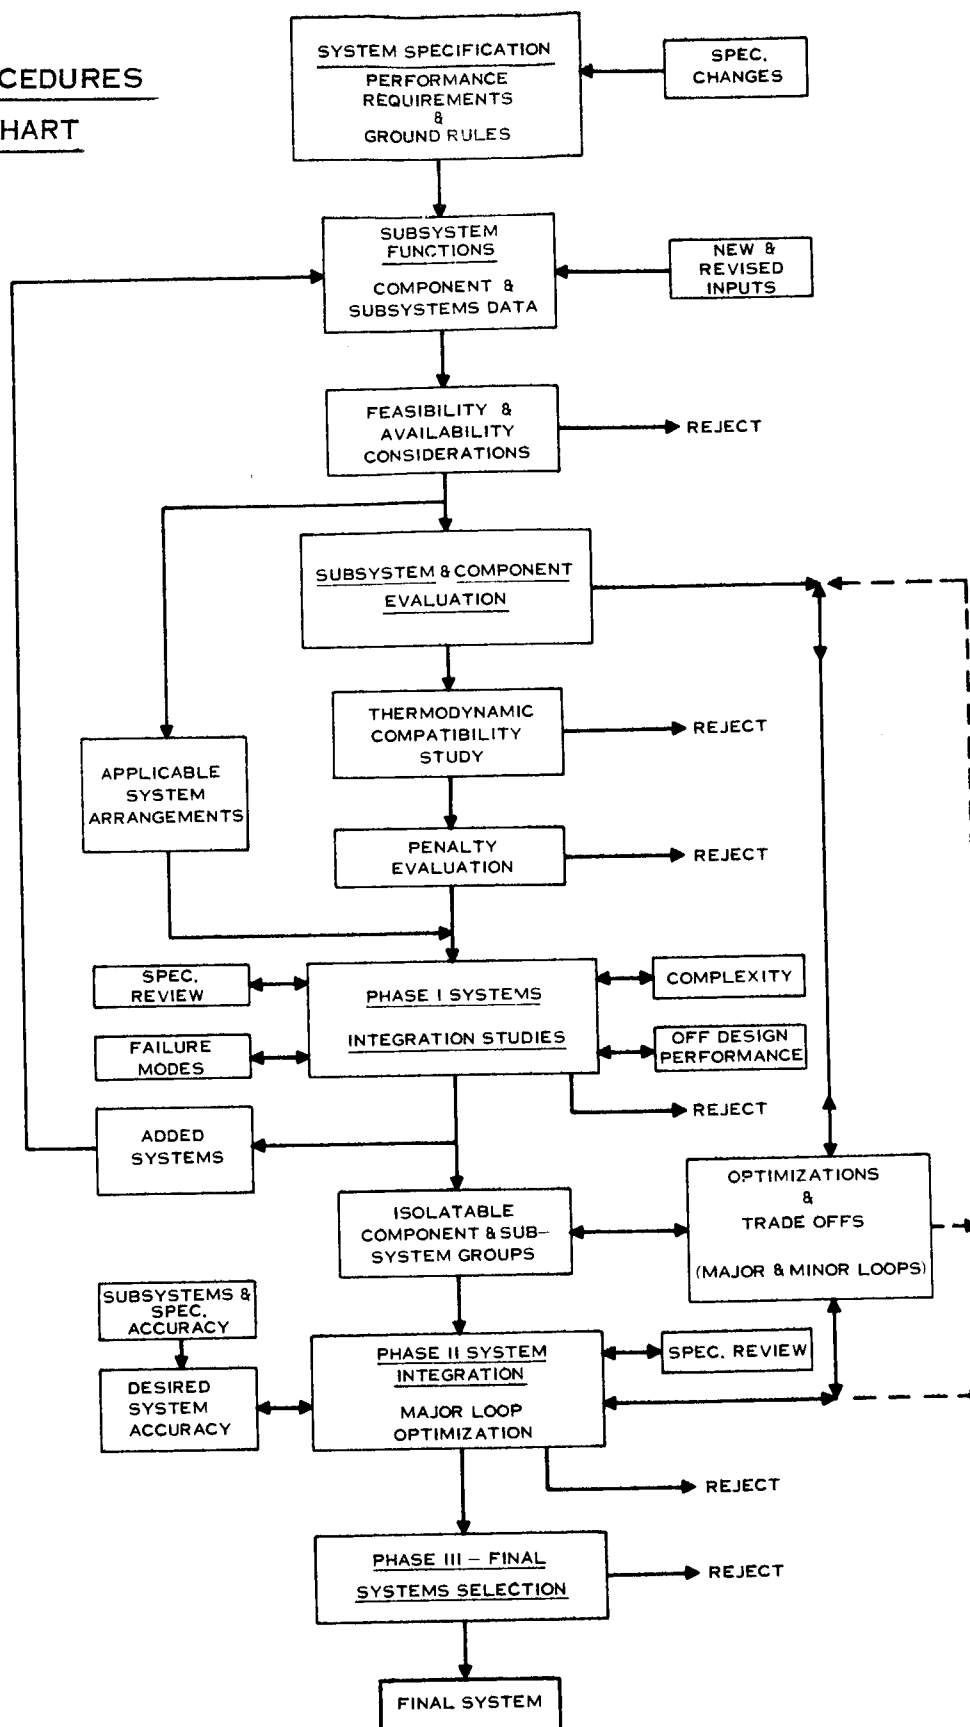 CEDURES
HART
SYSTEM SPECIFICATION
PERFORMANCE
REQUIREMENTS
&
GROUND RULES
SPEC.
CHANGES
SUBSYSTEM
FUNCTIONS
COMPONENT &
SUBSYSTEMS DATA
NEW &
REVISED
INPUTS
FEASIBILITY &
AVAILABILITY
CONSIDERATIONS
REJECT
SUBSYSTEM & COMPONENT
EVALUATION
THERMODYNAMIC
COMPATIBILITY
STUDY
REJECT
APPLICABLE
SYSTEM
ARRANGEMENTS
PENALTY
EVALUATION
REJECT
SPEC.
REVIEW
PHASE I SYSTEMS
INTEGRATION STUDIES
COMPLEXITY
FAILURE
MODES
OFF DESIGN
PERFORMANCE
REJECT
ADDED
SYSTEMS
ISOLATABLE
COMPONENT & SUB-
SYSTEM GROUPS
OPTIMIZATIONS
&
TRADE OFFS
(MAJOR & MINOR LOOPS)
SUBSYSTEMS &
SPEC.
ACCURACY
DESIRED
SYSTEM
ACCURACY
PHASE II SYSTEM
INTEGRATION
MAJOR LOOP
OPTIMIZATION
SPEC. REVIEW
REJECT
PHASE III - FINAL
SYSTEMS SELECTION
REJECT
FINAL SYSTEM